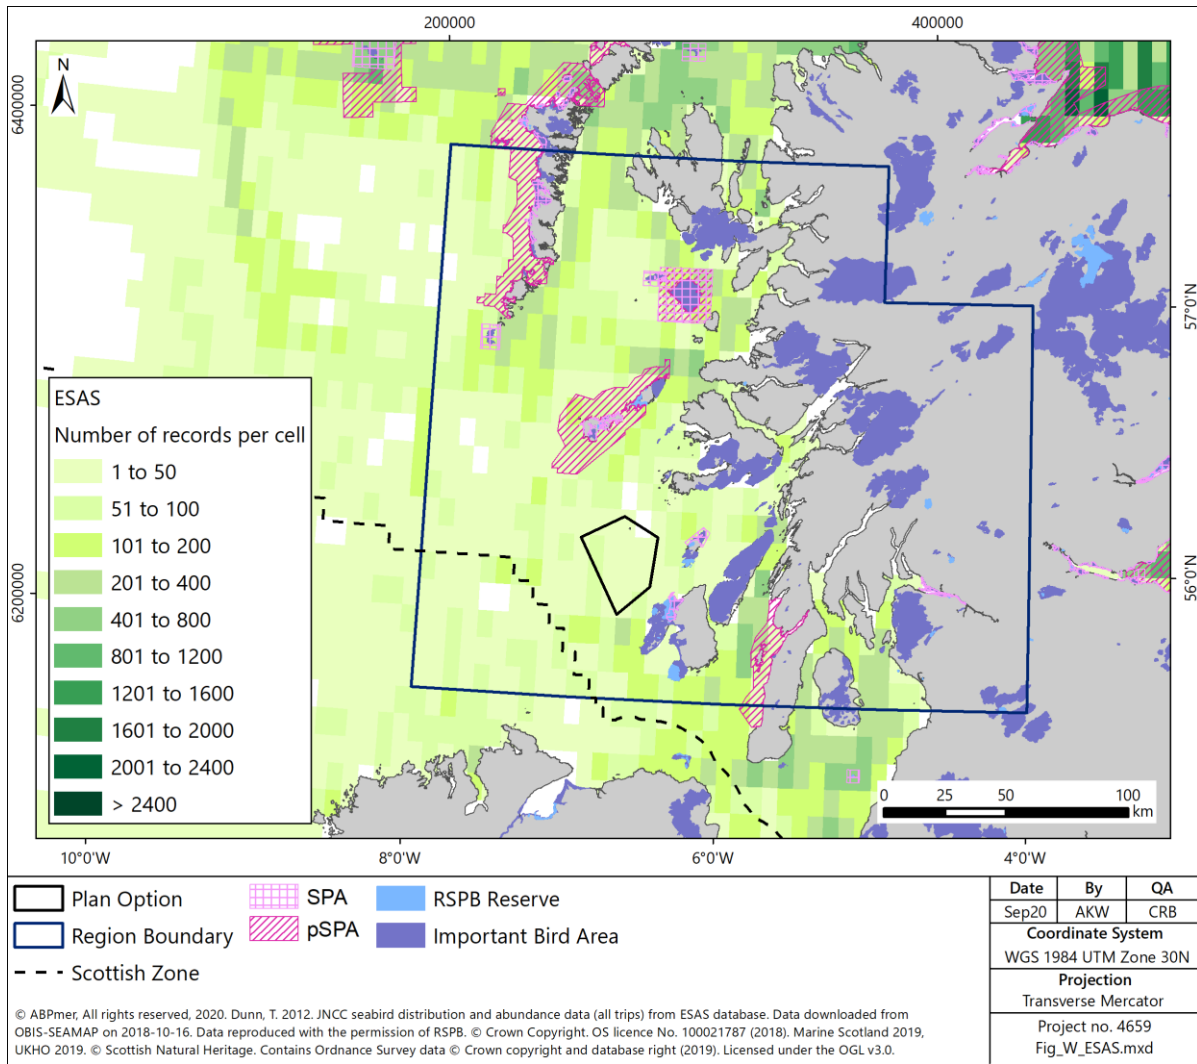 200000
400000
N
6400000
6200000
57°0'N
56°0'N
ESAS
Number of records per cell
1 to 50
51 to 100
101 to 200
201 to 400
401 to 800
801 to 1200
1201 to 1600
1601 to 2000
2001 to 2400
> 2400
0 25 50 100
km
10°0'W 8°0'W 6°0'W 4°0'W
Plan Option
Region Boundary
Scottish Zone
SPA
pSPA
RSPB Reserve
Important Bird Area
Date By QA
Sep20 AKW CRB
Coordinate System
WGS 1984 UTM Zone 30N
Projection
Transverse Mercator
Project no. 4659
Fig_W_ESAS.mxd
© ABPmer, All rights reserved, 2020. Dunn, T. 2012. JNCC seabird distribution and abundance data (all trips) from ESAS database. Data downloaded from
OBIS-SEAMAP on 2018-10-16. Data reproduced with the permission of RSPB. © Crown Copyright. OS licence No. 100021787 (2018). Marine Scotland 2019,
UKHO 2019. © Scottish Natural Heritage. Contains Ordnance Survey data © Crown copyright and database right (2019). Licensed under the OGL v3.0.